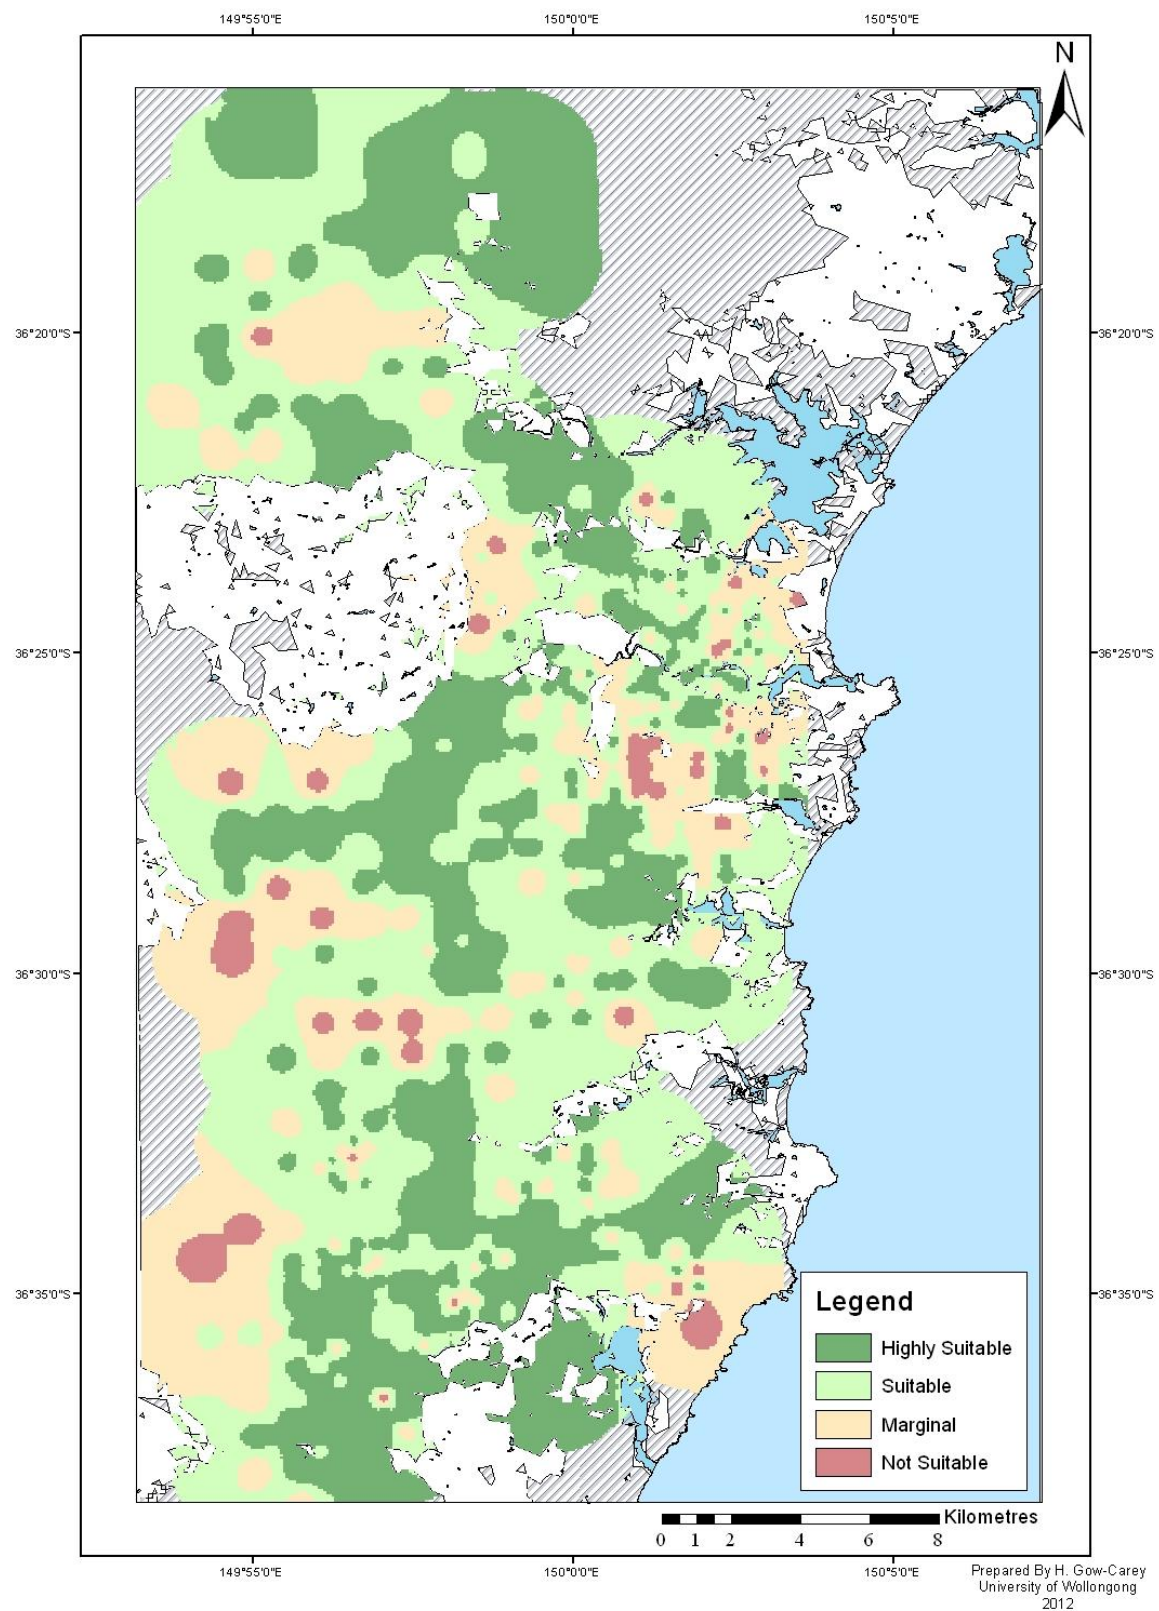 149°55'0"E
150°0'0"E
150°5'0"E
N
36°20'0"S
36°20'0"S
36°25'0"S
36°25'0"S
36°30'0"S
36°30'0"S
36°35'0"S
36°35'0"S
Legend
Highly Suitable
Suitable
Marginal
Not Suitable
Kilometres
0 1 2 4 6 8
149°55'0"E
150°0'0"E
150°5'0"E
Prepared By H. Gow-Carey
University of Wollongong
2012